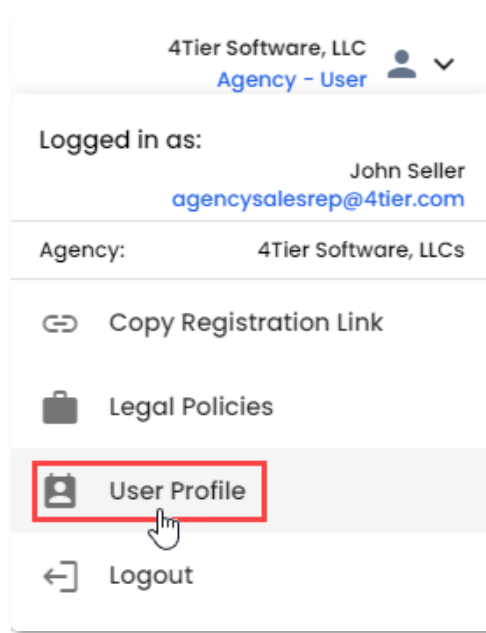 4Tier Software, LLC
Agency - User
Logged in as:
John Seller
agencysalesrep@4tier.com
Agency: 4Tier Software, LLCs
Copy Registration Link
Legal Policies
User Profile
Logout